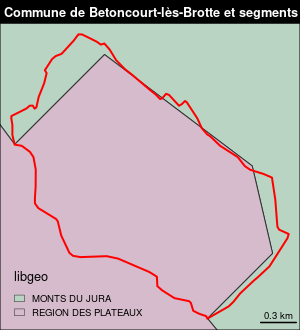 Commune de Betoncourt-lès-Brotte et segments
libgeo
MONTS DU JURA
REGION DES PLATEAUX
0.3 km